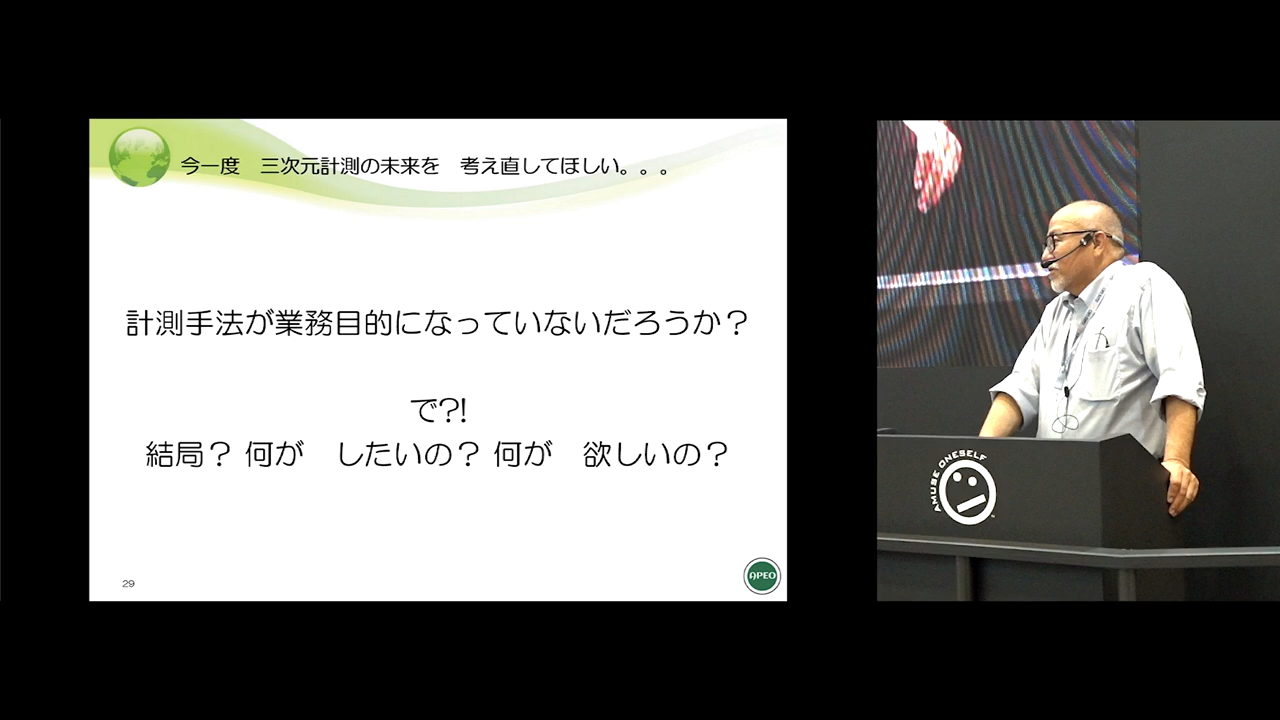 今一度　三次元計測の未来を　考え直してほしい。。。
計測手法が業務目的になっていないだろうか？
で?!
結局？ 何が　したいの？ 何が　欲しいの？
29
APEO
AMUSE ONESELF